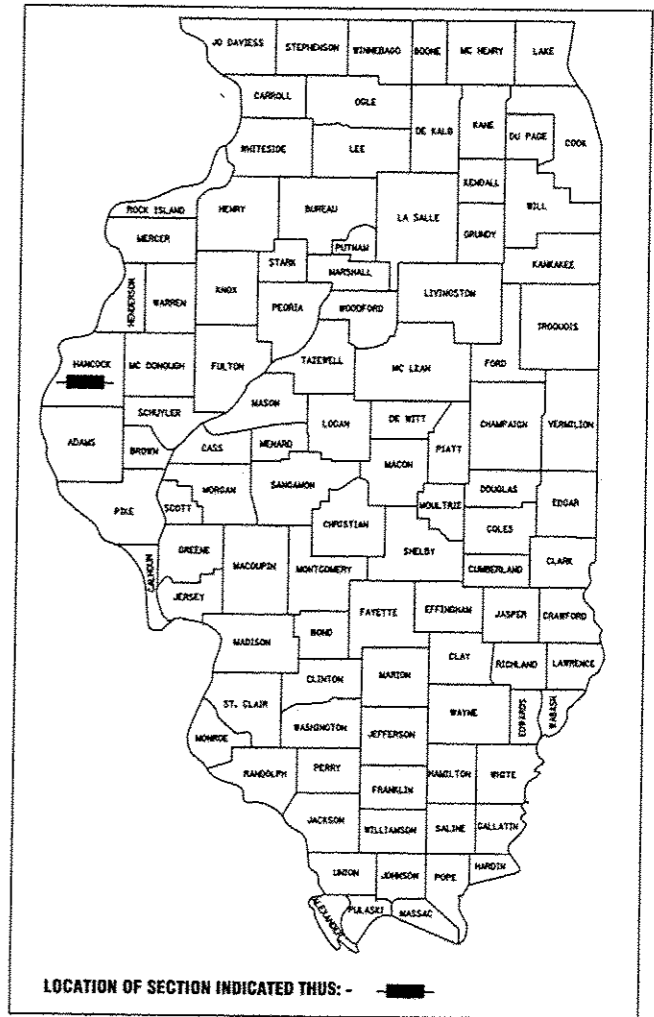 JO DAVIESS
STEPHENSON
WINNEBAGO
BOONE
MC HENRY
LAKE
CARROLL
OGLE
DE KALB
KANE
DU PAGE
COOK
WHITESIDE
LEE
KENDALL
WILL
ROCK ISLAND
HENRY
BUREAU
LA SALLE
GRUNDY
MERCER
PUTNAM
STARK
MARSHALL
KANKAKEE
HENDERSON
WARREN
KNOX
PEORIA
WOODFORD
LIVINGSTON
IROQUOIS
HANCOCK
MC DONOUGH
FULTON
TAZEWELL
MC LEAN
FORD
SCHUYLER
MASON
LOGAN
DE WITT
CHAMPAIGN
VERMILION
ADAMS
BROWN
CASS
MENARD
MACON
PIATT
PIKE
SCOTT
MORGAN
SANGAMON
CHRISTIAN
MOULTRIE
DOUGLAS
EDGAR
COLES
SHELBY
CALHOUN
GREENE
MACOUPIN
MONTGOMERY
CUMBERLAND
CLARK
JERSEY
FAYETTE
EFFINGHAM
JASPER
CRAWFORD
MADISON
BOND
CLAY
RICHLAND
LAWRENCE
CLINTON
MARION
ST. CLAIR
WAYNE
EDWARDS
WABASH
MONROE
WASHINGTON
JEFFERSON
RANDOLPH
PERRY
HAMILTON
WHITE
FRANKLIN
JACKSON
WILLIAMSON
SALINE
GALLATIN
UNION
JOHNSON
POPE
HARDIN
ALEXANDER
PULASKI
MASSAC
LOCATION OF SECTION INDICATED THUS: -